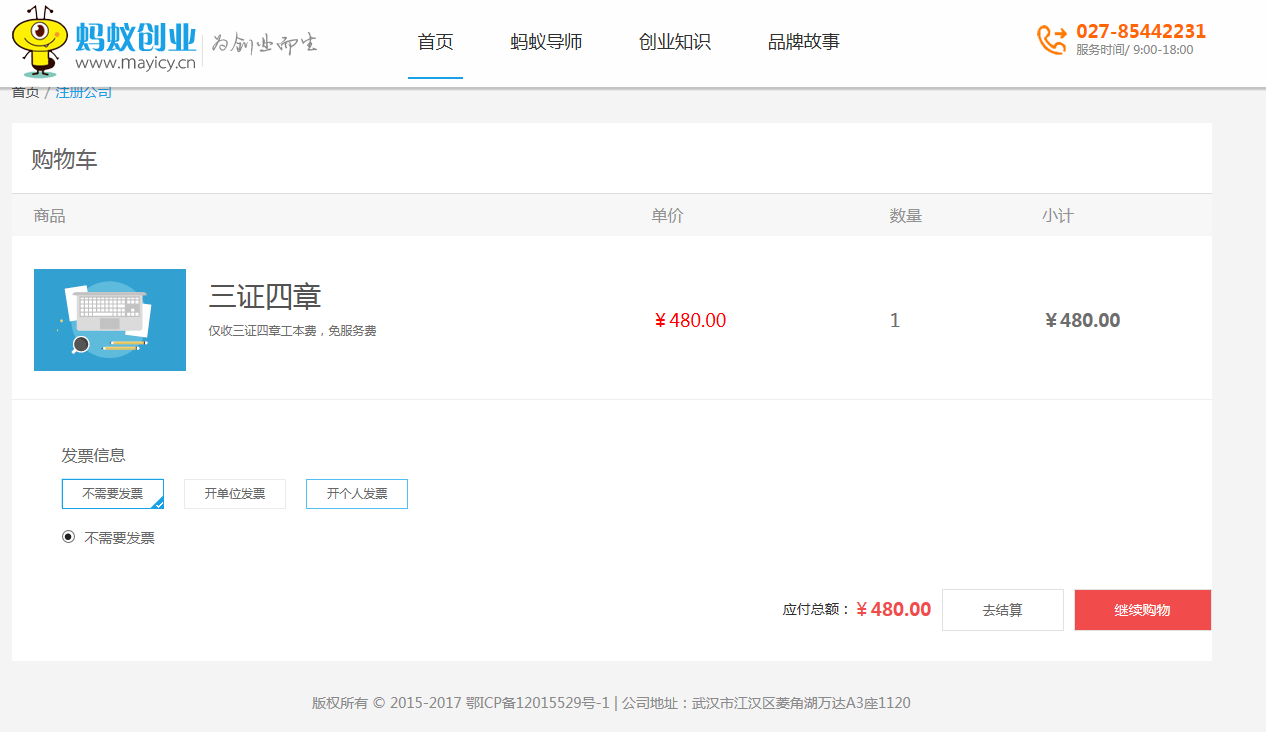 蚂蚁创业
www.mayicy.cn
为创业而生
首页 蚂蚁导师 创业知识 品牌故事
027-85442231
服务时间/ 9:00-18:00
首页 / 注册公司
购物车
商品 单价 数量 小计
三证四章
仅收三证四章工本费，免服务费
¥ 480.00 1 ¥ 480.00
发票信息
不需要发票 开单位发票 开个人发票
不需要发票
应付总额： ¥ 480.00 去结算 继续购物
版权所有 © 2015-2017 鄂ICP备12015529号-1 | 公司地址：武汉市江汉区菱角湖万达A3座1120